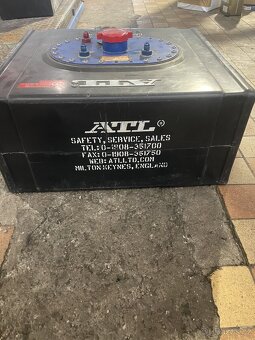 ATL®
SAFETY, SERVICE, SALES
TEL: 0-1908-351700
FAX: 0-1908-351750
WEB: ATLLTD.COM
MILTON KEYNES, ENGLAND